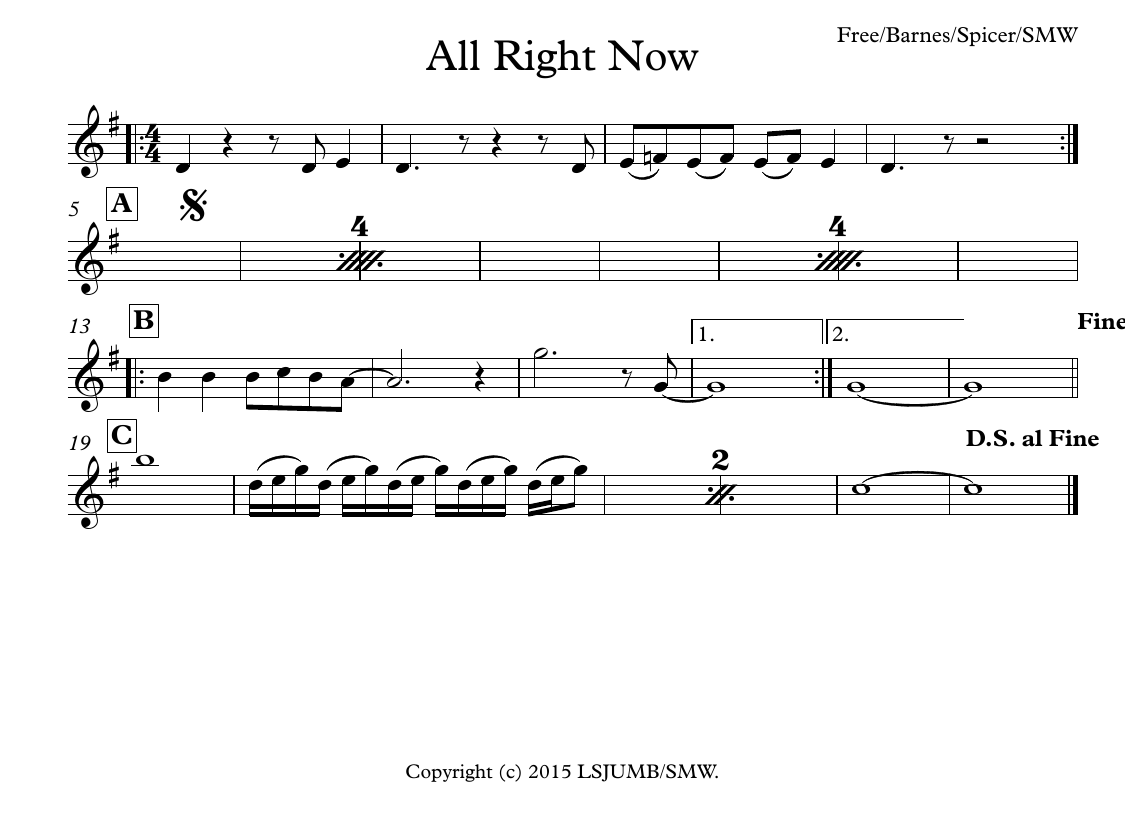 Free/Barnes/Spicer/SMW
All Right Now
4
4
5 A
4 4
13 B 1. 2. Fine
19 C 2 D.S. al Fine
Copyright (c) 2015 LSJUMB/SMW.